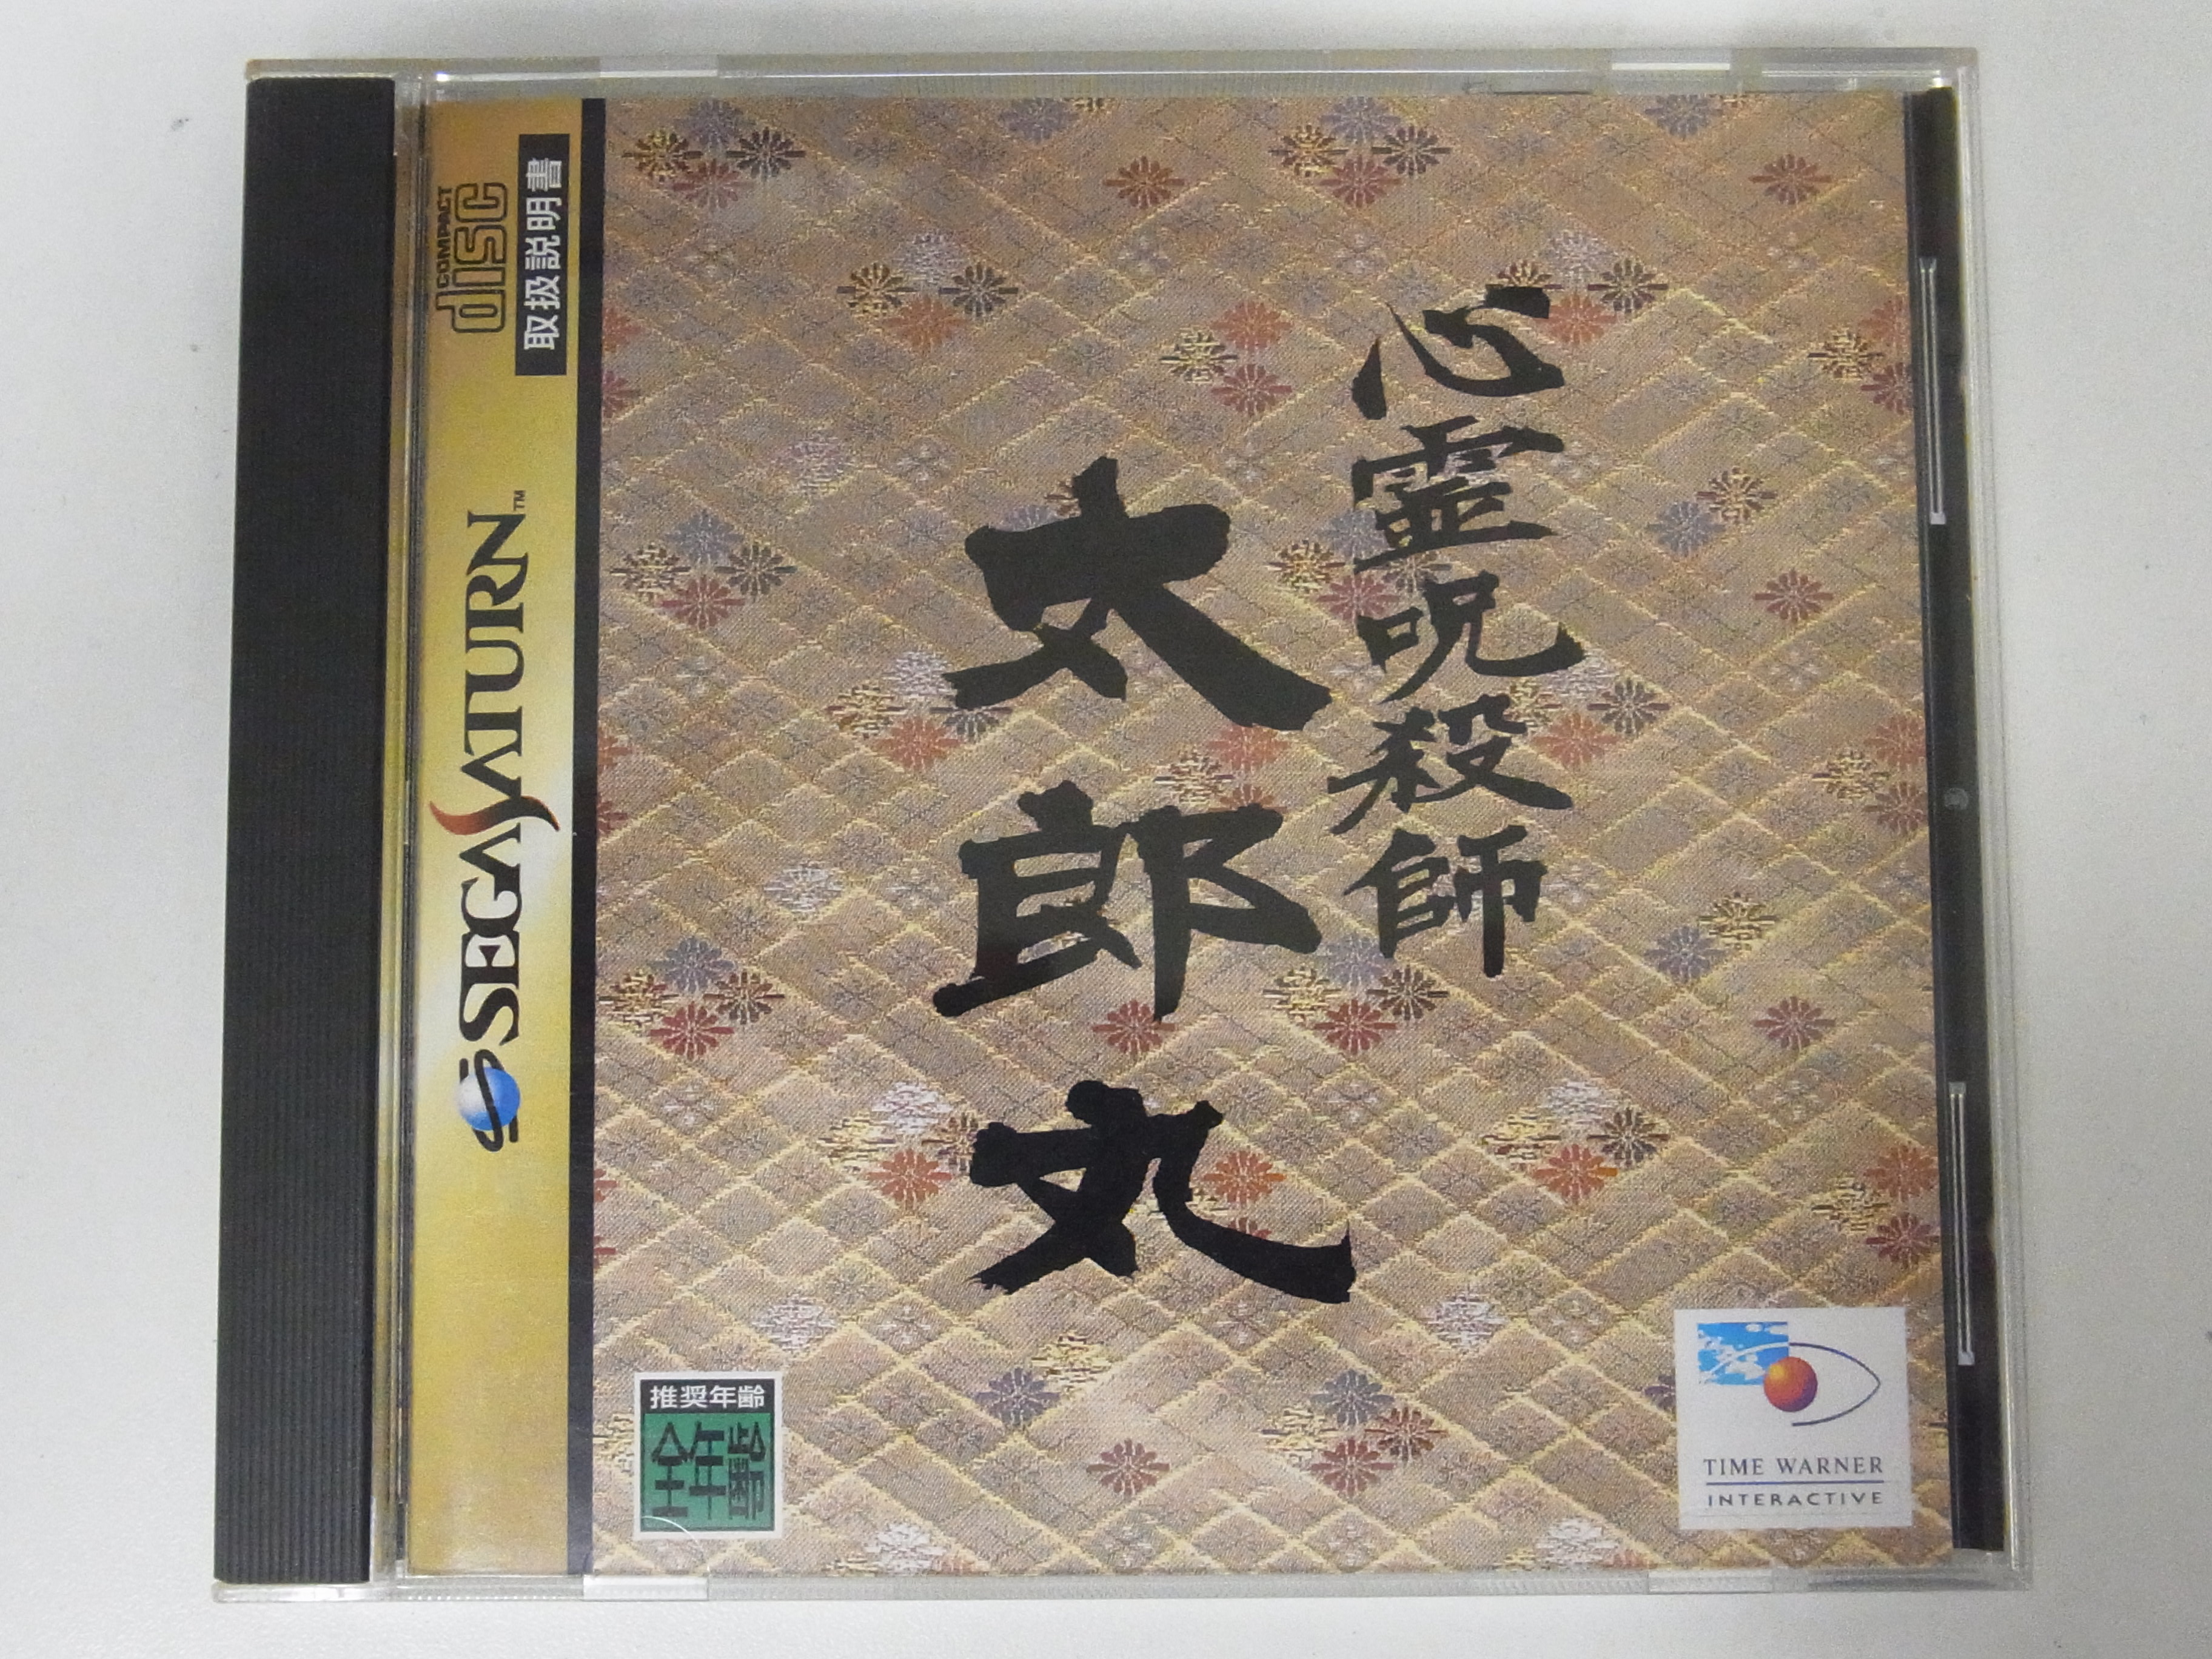 心霊呪殺師
太郎丸
COMPACT
disc
取扱説明書
SEGA SATURN™
推奨年齢
全年齢
TIME WARNER
INTERACTIVE